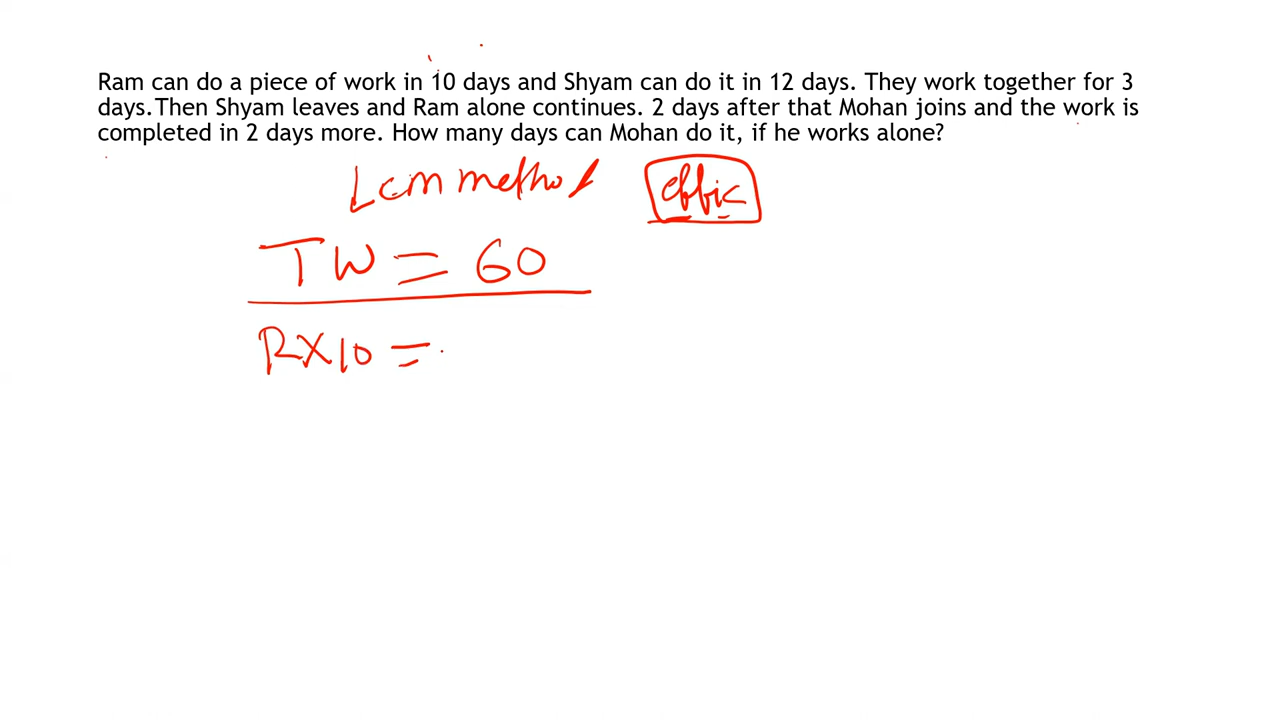 Ram can do a piece of work in 10 days and Shyam can do it in 12 days. They work together for 3
days.Then Shyam leaves and Ram alone continues. 2 days after that Mohan joins and the work is
completed in 2 days more. How many days can Mohan do it, if he works alone?
Lcm method effic
TW = 60
RX10 =